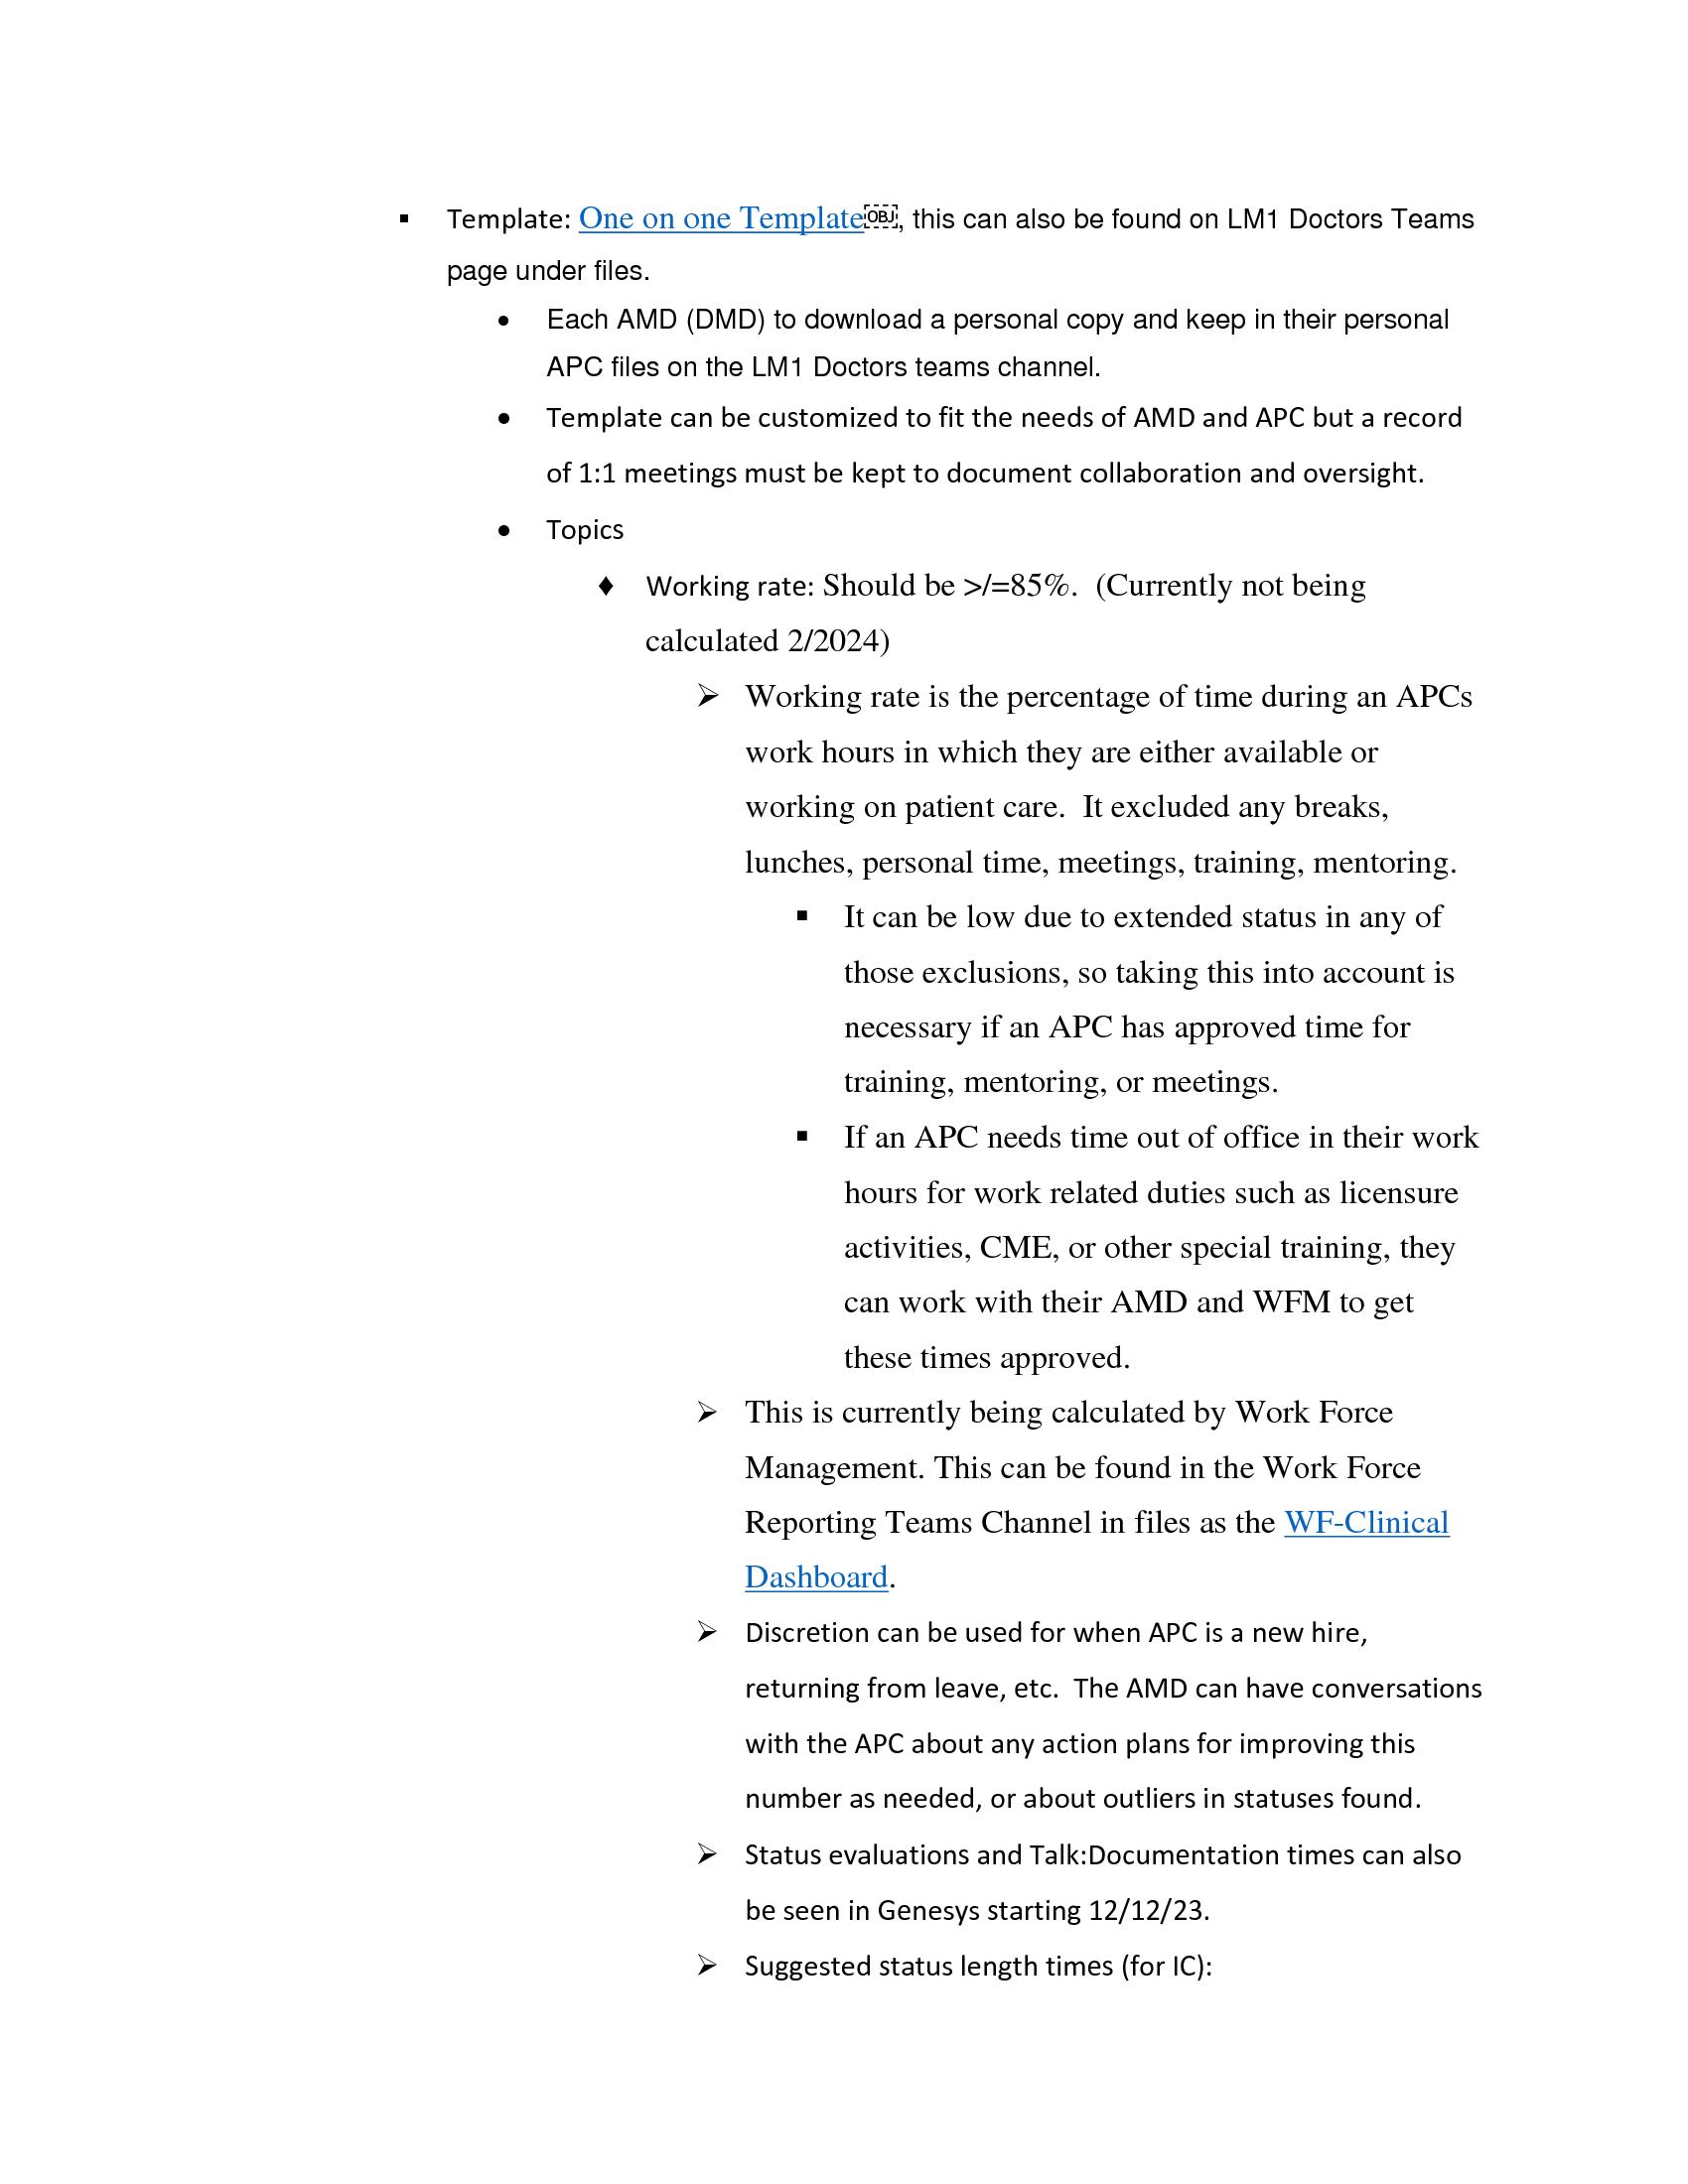 ▪ Template: One on one Template￼, this can also be found on LM1 Doctors Teams
page under files.
• Each AMD (DMD) to download a personal copy and keep in their personal
APC files on the LM1 Doctors teams channel.
• Template can be customized to fit the needs of AMD and APC but a record
of 1:1 meetings must be kept to document collaboration and oversight.
• Topics
♦ Working rate: Should be >/=85%.  (Currently not being
calculated 2/2024)
➢ Working rate is the percentage of time during an APCs
work hours in which they are either available or
working on patient care.  It excluded any breaks,
lunches, personal time, meetings, training, mentoring.
▪ It can be low due to extended status in any of
those exclusions, so taking this into account is
necessary if an APC has approved time for
training, mentoring, or meetings.
▪ If an APC needs time out of office in their work
hours for work related duties such as licensure
activities, CME, or other special training, they
can work with their AMD and WFM to get
these times approved.
➢ This is currently being calculated by Work Force
Management. This can be found in the Work Force
Reporting Teams Channel in files as the WF-Clinical
Dashboard.
➢ Discretion can be used for when APC is a new hire,
returning from leave, etc.  The AMD can have conversations
with the APC about any action plans for improving this
number as needed, or about outliers in statuses found.
➢ Status evaluations and Talk:Documentation times can also
be seen in Genesys starting 12/12/23.
➢ Suggested status length times (for IC):